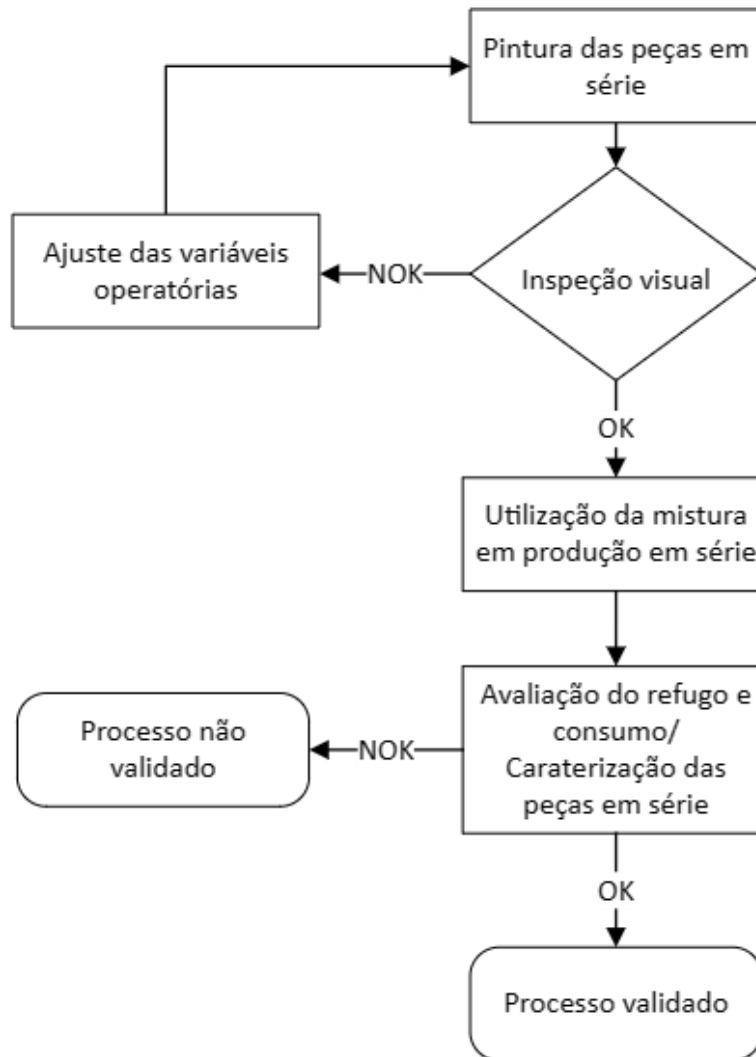 Pintura das peças em
série
Ajuste das variáveis
operatórias
NOK
Inspeção visual
OK
Utilização da mistura
em produção em série
Processo não
validado
NOK
Avaliação do refugo e
consumo/
Caraterização das
peças em série
OK
Processo validado